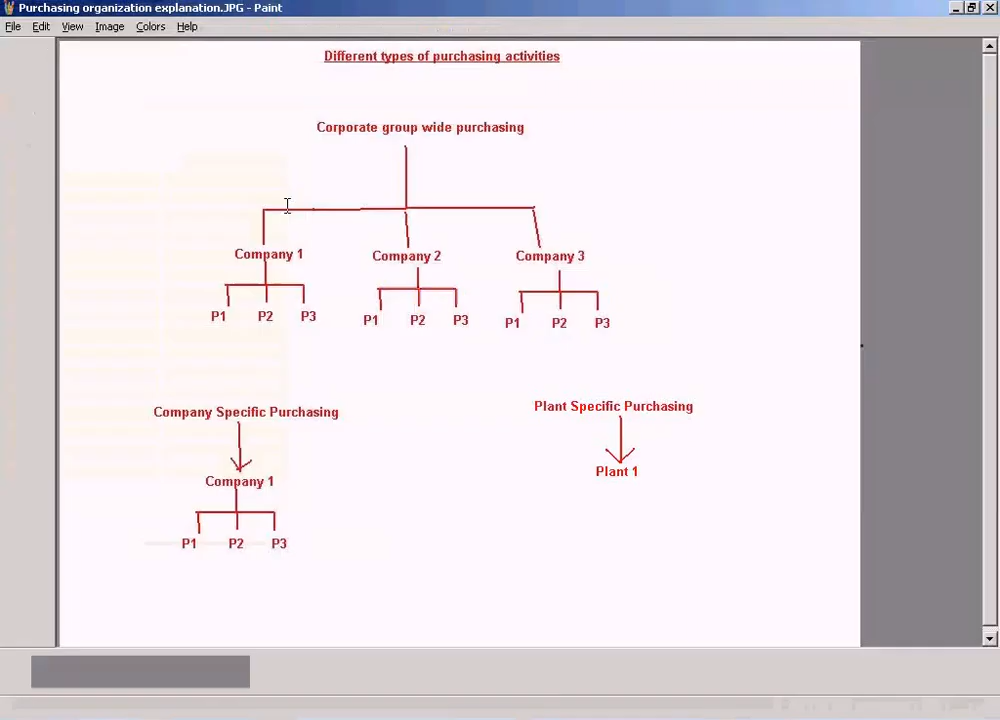 Purchasing organization explanation.JPG - Paint
File Edit View Image Colors Help
Different types of purchasing activities
Corporate group wide purchasing
Company 1 Company 2 Company 3
P1 P2 P3 P1 P2 P3 P1 P2 P3
Company Specific Purchasing Plant Specific Purchasing
Company 1 Plant 1
P1 P2 P3